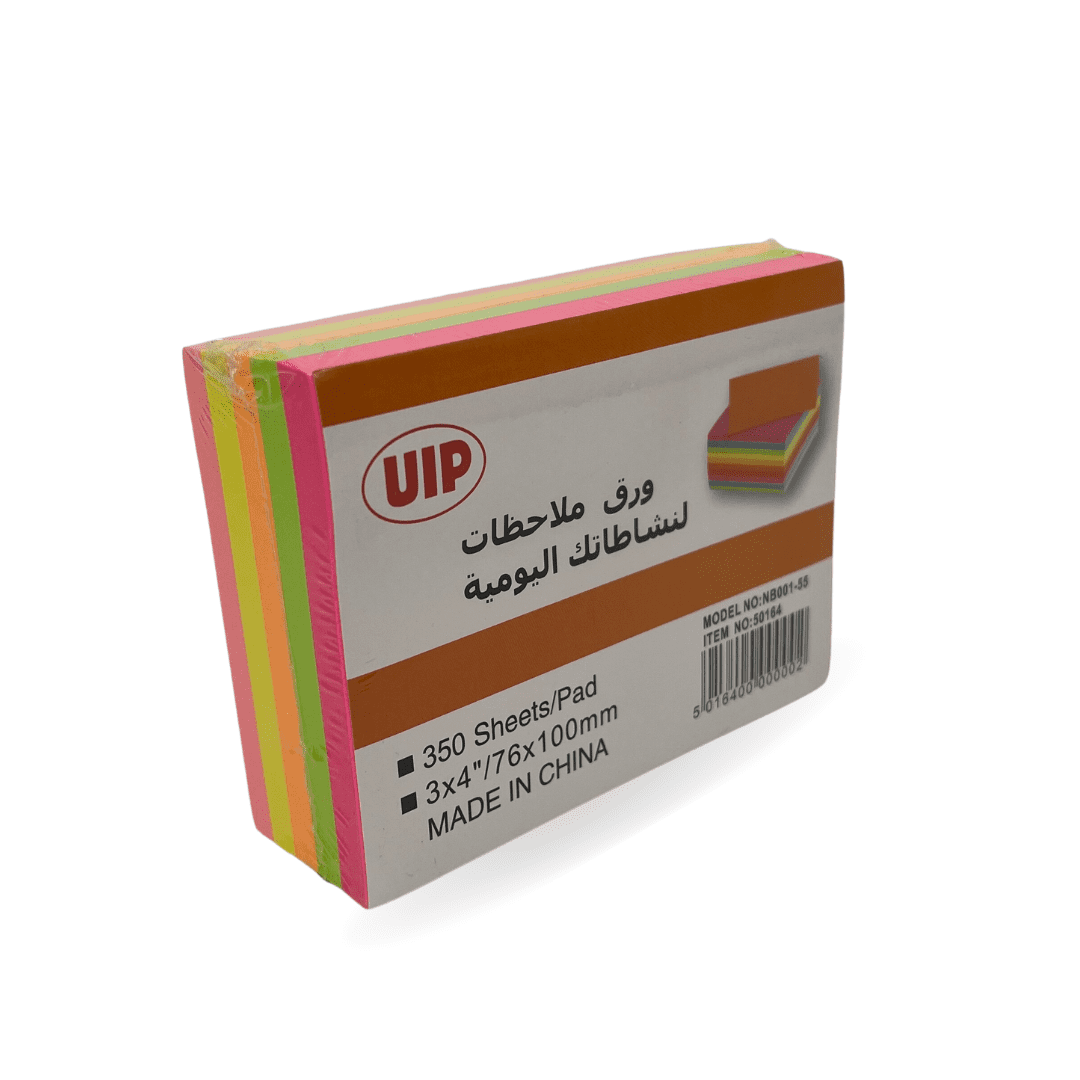 UIP
ورق ملاحظات
لنشاطاتك اليومية
MODEL NO:NB001-55
ITEM NO:50164
5 016400 000002
■ 350 Sheets/Pad
■ 3x4"/76x100mm
MADE IN CHINA